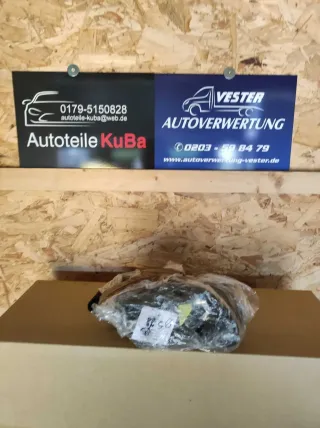 0179-5150828
autoteile-kuba@web.de
Autoteile KuBa
VESTER
AUTOVERWERTUNG
0203 - 50 84 79
www.autoverwertung-vester.de